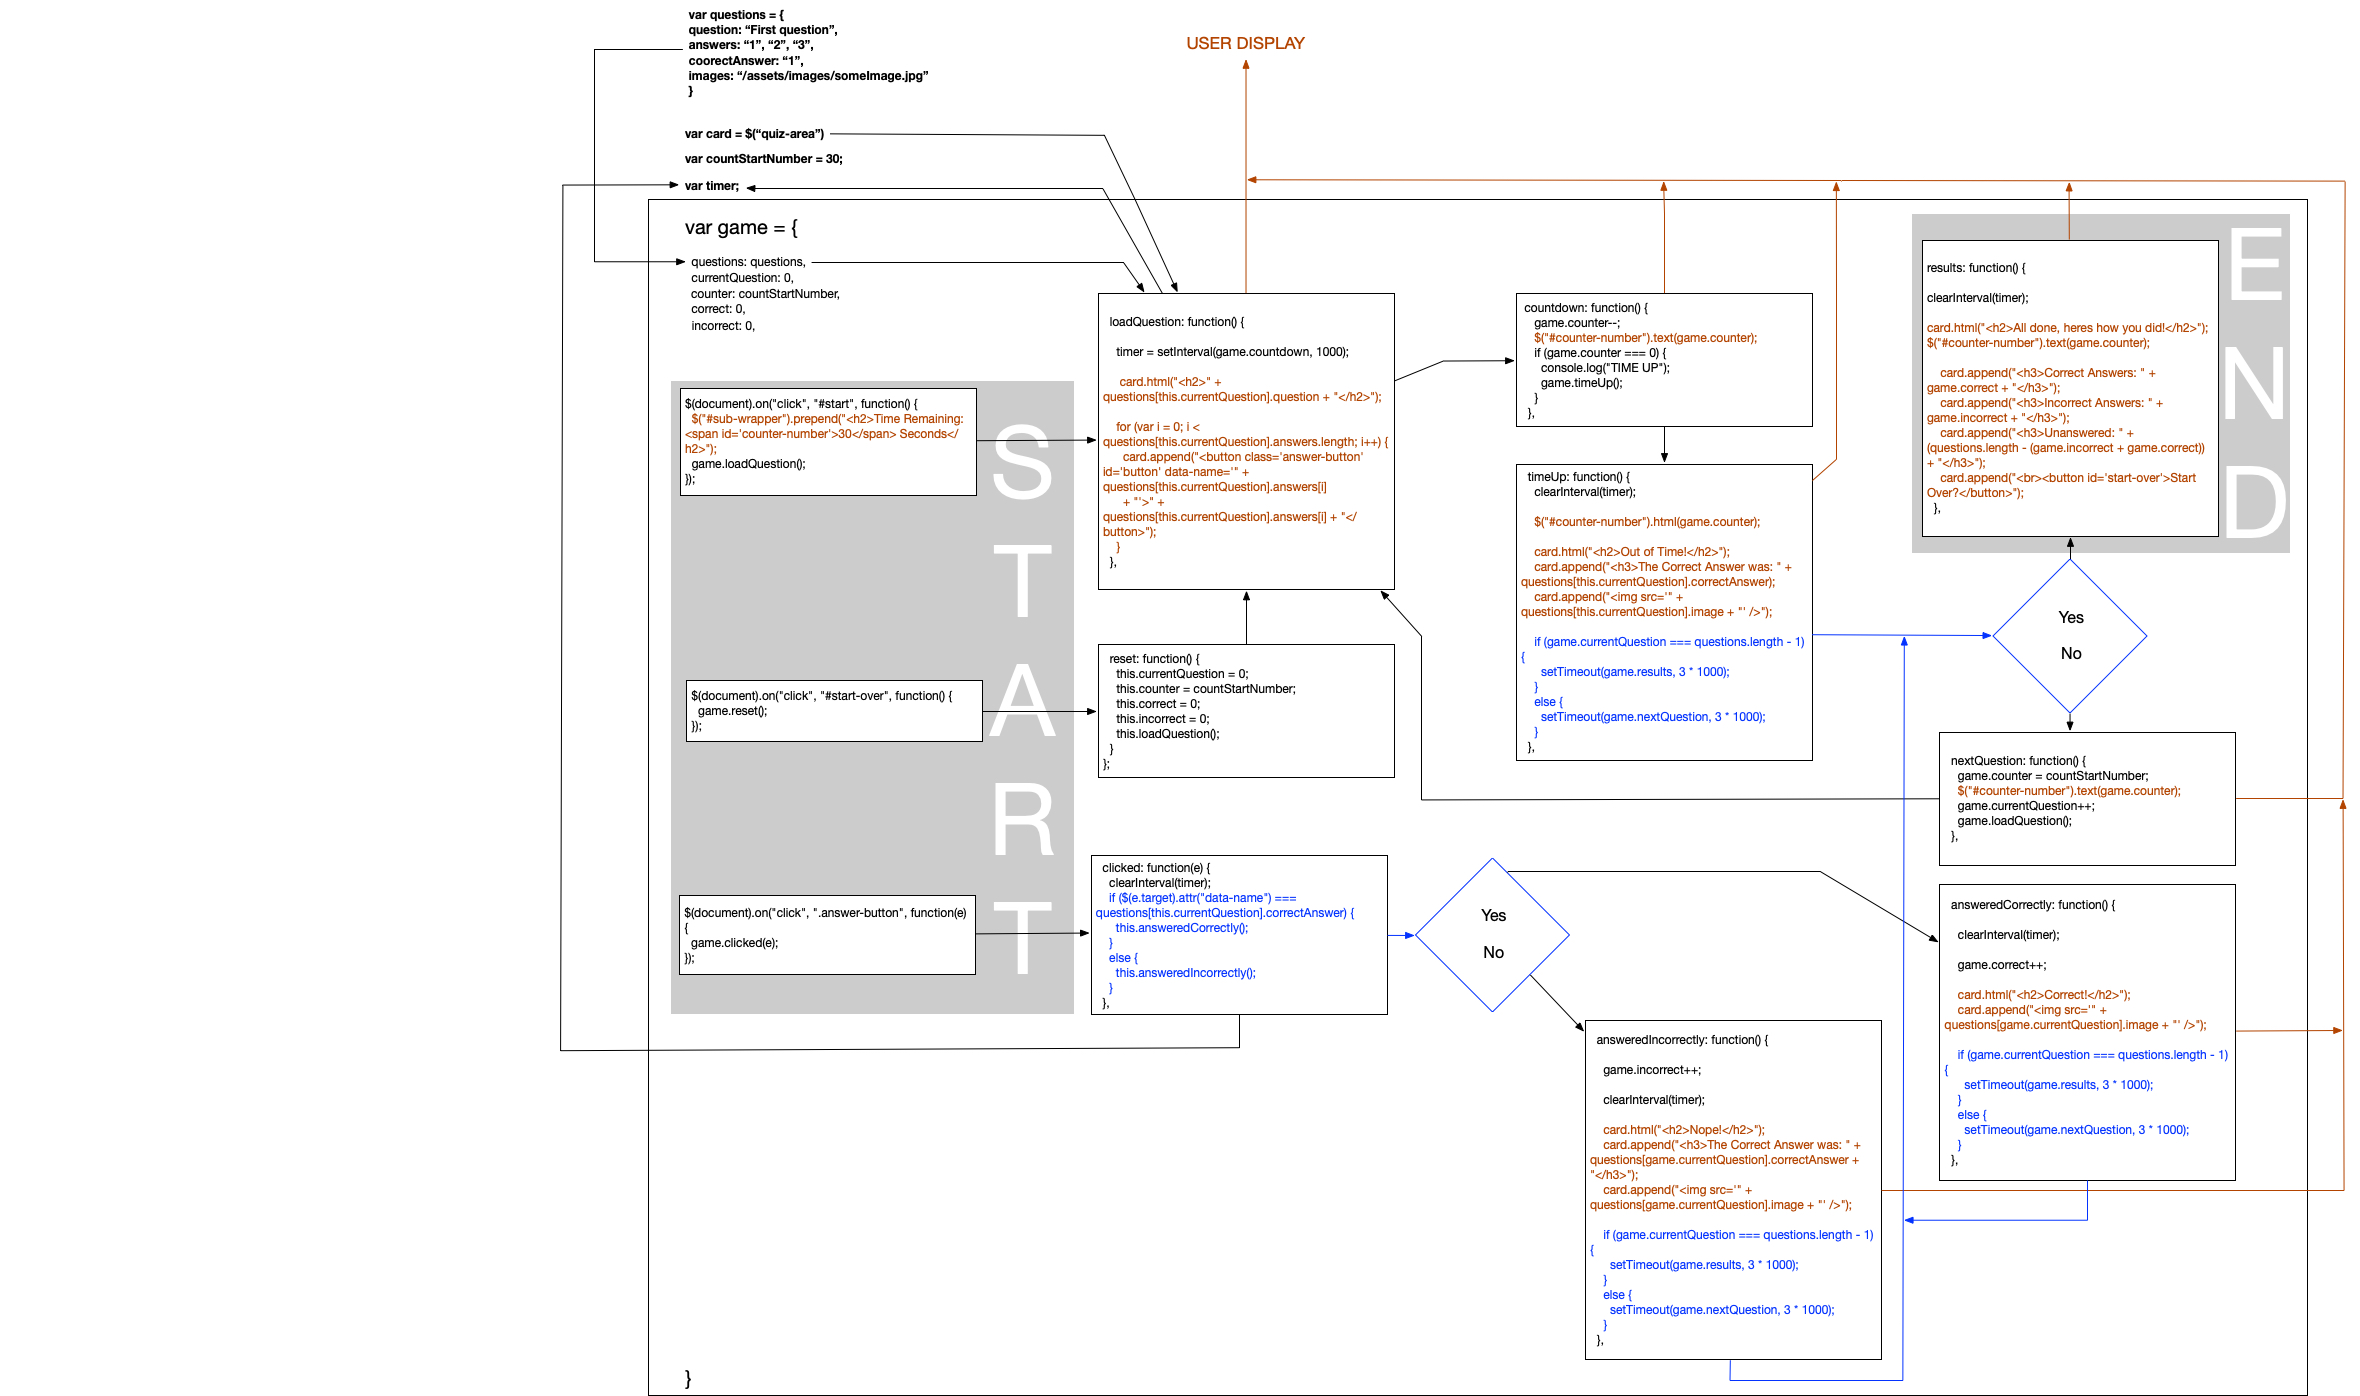 var questions = {
question: “First question”,
answers: “1”, “2”, “3”,
coorectAnswer: “1”,
images: “/assets/images/someImage.jpg”
}
USER DISPLAY
var card = $(“quiz-area”)
var countStartNumber = 30;
var timer;
var game = {
questions: questions,
currentQuestion: 0,
counter: countStartNumber,
correct: 0,
incorrect: 0,
START
$(document).on("click", "#start", function() {
$("#sub-wrapper").prepend("<h2>Time Remaining:
<span id='counter-number'>30</span> Seconds</
h2>");
game.loadQuestion();
});
$(document).on("click", "#start-over", function() {
game.reset();
});
$(document).on("click", ".answer-button", function(e)
{
game.clicked(e);
});
loadQuestion: function() {
timer = setInterval(game.countdown, 1000);
card.html("<h2>" +
questions[this.currentQuestion].question + "</h2>");
for (var i = 0; i <
questions[this.currentQuestion].answers.length; i++) {
card.append("<button class='answer-button'
id='button' data-name='" +
questions[this.currentQuestion].answers[i]
+ "'>" +
questions[this.currentQuestion].answers[i] + "</
button>");
}
},
reset: function() {
this.currentQuestion = 0;
this.counter = countStartNumber;
this.correct = 0;
this.incorrect = 0;
this.loadQuestion();
}
};
clicked: function(e) {
clearInterval(timer);
if ($(e.target).attr("data-name") ===
questions[this.currentQuestion].correctAnswer) {
this.answeredCorrectly();
}
else {
this.answeredIncorrectly();
}
},
countdown: function() {
game.counter--;
$("#counter-number").text(game.counter);
if (game.counter === 0) {
console.log("TIME UP");
game.timeUp();
}
},
timeUp: function() {
clearInterval(timer);
$("#counter-number").html(game.counter);
card.html("<h2>Out of Time!</h2>");
card.append("<h3>The Correct Answer was: " +
questions[this.currentQuestion].correctAnswer);
card.append("<img src='" +
questions[this.currentQuestion].image + "' />");
if (game.currentQuestion === questions.length - 1)
{
setTimeout(game.results, 3 * 1000);
}
else {
setTimeout(game.nextQuestion, 3 * 1000);
}
},
Yes
No
answeredIncorrectly: function() {
game.incorrect++;
clearInterval(timer);
card.html("<h2>Nope!</h2>");
card.append("<h3>The Correct Answer was: " +
questions[game.currentQuestion].correctAnswer +
"</h3>");
card.append("<img src='" +
questions[game.currentQuestion].image + "' />");
if (game.currentQuestion === questions.length - 1)
{
setTimeout(game.results, 3 * 1000);
}
else {
setTimeout(game.nextQuestion, 3 * 1000);
}
},
END
results: function() {
clearInterval(timer);
card.html("<h2>All done, heres how you did!</h2>");
$("#counter-number").text(game.counter);
card.append("<h3>Correct Answers: " +
game.correct + "</h3>");
card.append("<h3>Incorrect Answers: " +
game.incorrect + "</h3>");
card.append("<h3>Unanswered: " +
(questions.length - (game.incorrect + game.correct))
+ "</h3>");
card.append("<br><button id='start-over'>Start
Over?</button>");
},
Yes
No
nextQuestion: function() {
game.counter = countStartNumber;
$("#counter-number").text(game.counter);
game.currentQuestion++;
game.loadQuestion();
},
answeredCorrectly: function() {
clearInterval(timer);
game.correct++;
card.html("<h2>Correct!</h2>");
card.append("<img src='" +
questions[game.currentQuestion].image + "' />");
if (game.currentQuestion === questions.length - 1)
{
setTimeout(game.results, 3 * 1000);
}
else {
setTimeout(game.nextQuestion, 3 * 1000);
}
},
}